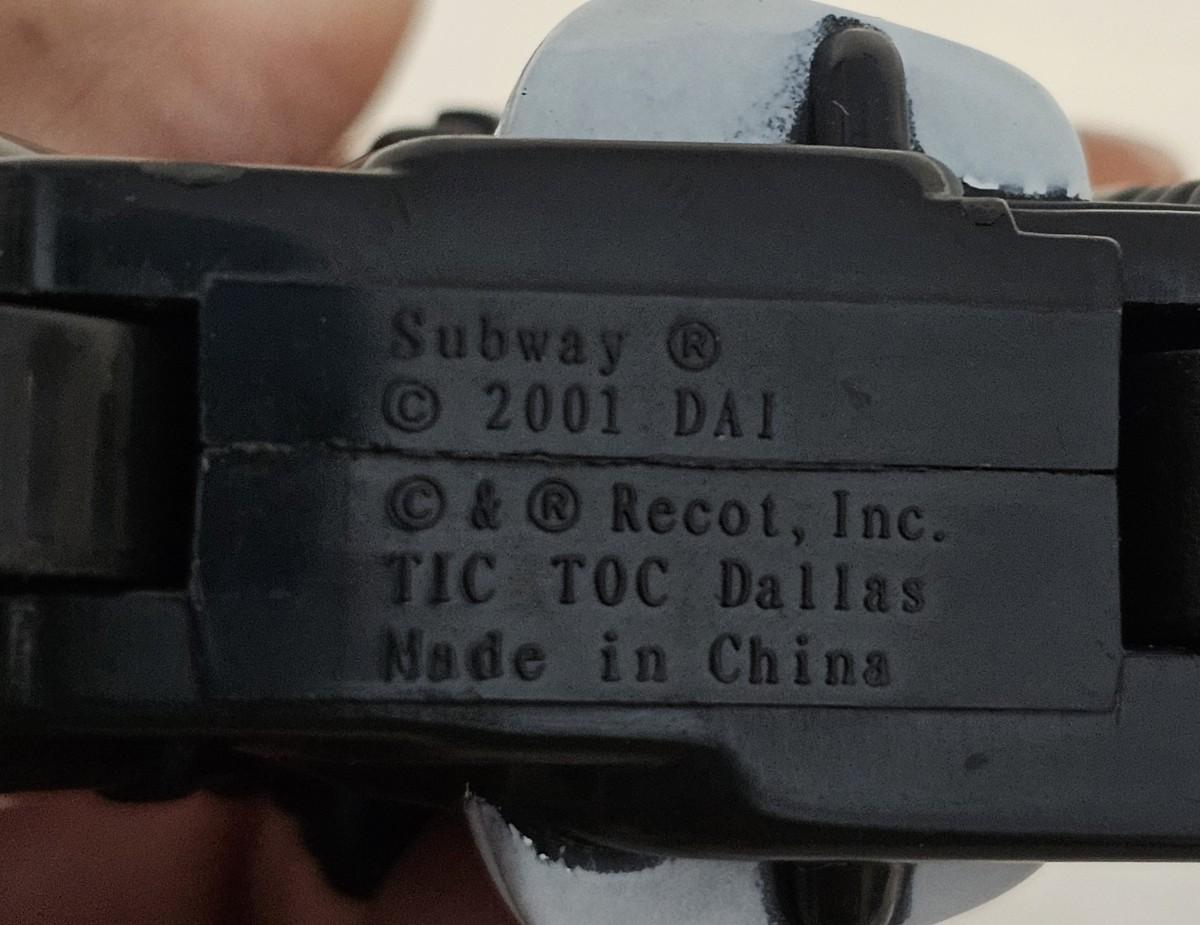 Subway ®
© 2001 DAI
© & ® Recot, Inc.
TIC TOC Dallas
Made in China